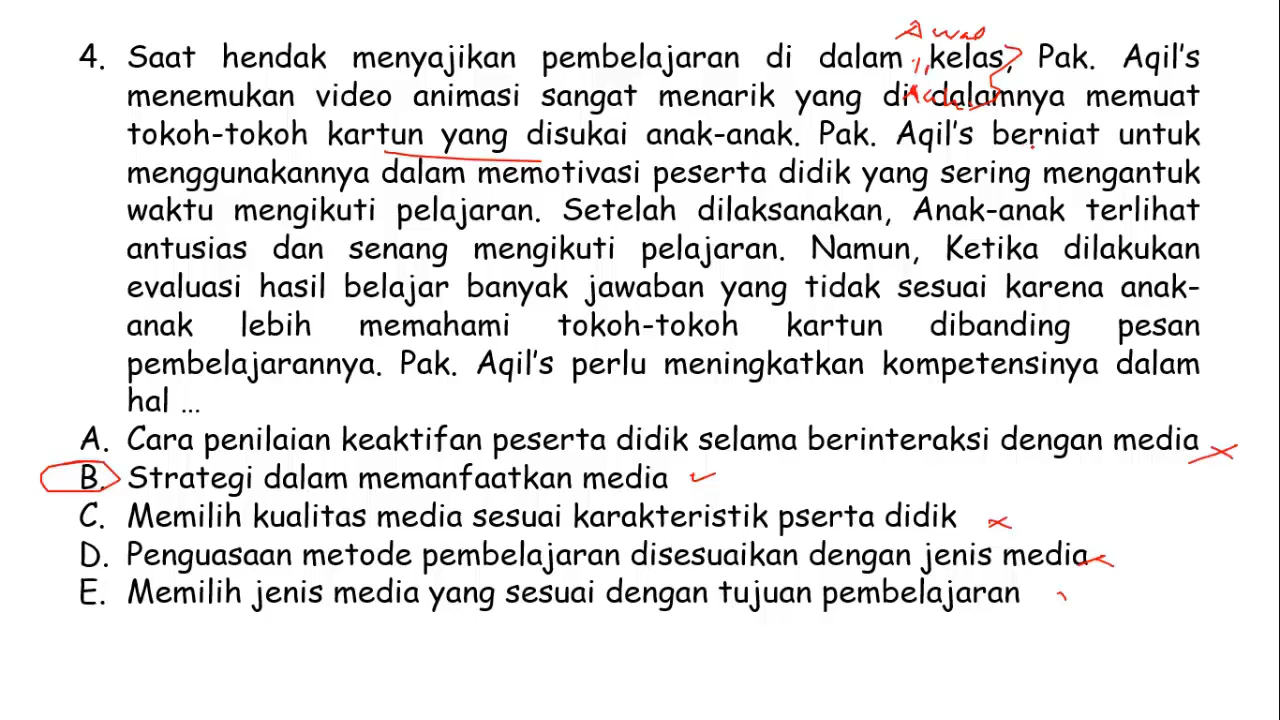 Awal
4. Saat hendak menyajikan pembelajaran di dalam kelas, Pak. Aqil's
menemukan video animasi sangat menarik yang di dalamnya memuat
tokoh-tokoh kartun yang disukai anak-anak. Pak. Aqil's berniat untuk
menggunakannya dalam memotivasi peserta didik yang sering mengantuk
waktu mengikuti pelajaran. Setelah dilaksanakan, Anak-anak terlihat
antusias dan senang mengikuti pelajaran. Namun, Ketika dilakukan
evaluasi hasil belajar banyak jawaban yang tidak sesuai karena anak-
anak lebih memahami tokoh-tokoh kartun dibanding pesan
pembelajarannya. Pak. Aqil's perlu meningkatkan kompetensinya dalam
hal ...
A. Cara penilaian keaktifan peserta didik selama berinteraksi dengan media
B. Strategi dalam memanfaatkan media
C. Memilih kualitas media sesuai karakteristik pserta didik
D. Penguasaan metode pembelajaran disesuaikan dengan jenis media
E. Memilih jenis media yang sesuai dengan tujuan pembelajaran